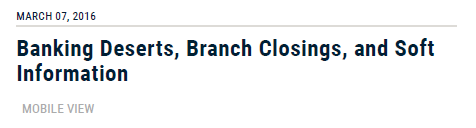 MARCH 07, 2016
Banking Deserts, Branch Closings, and Soft
Information
MOBILE VIEW